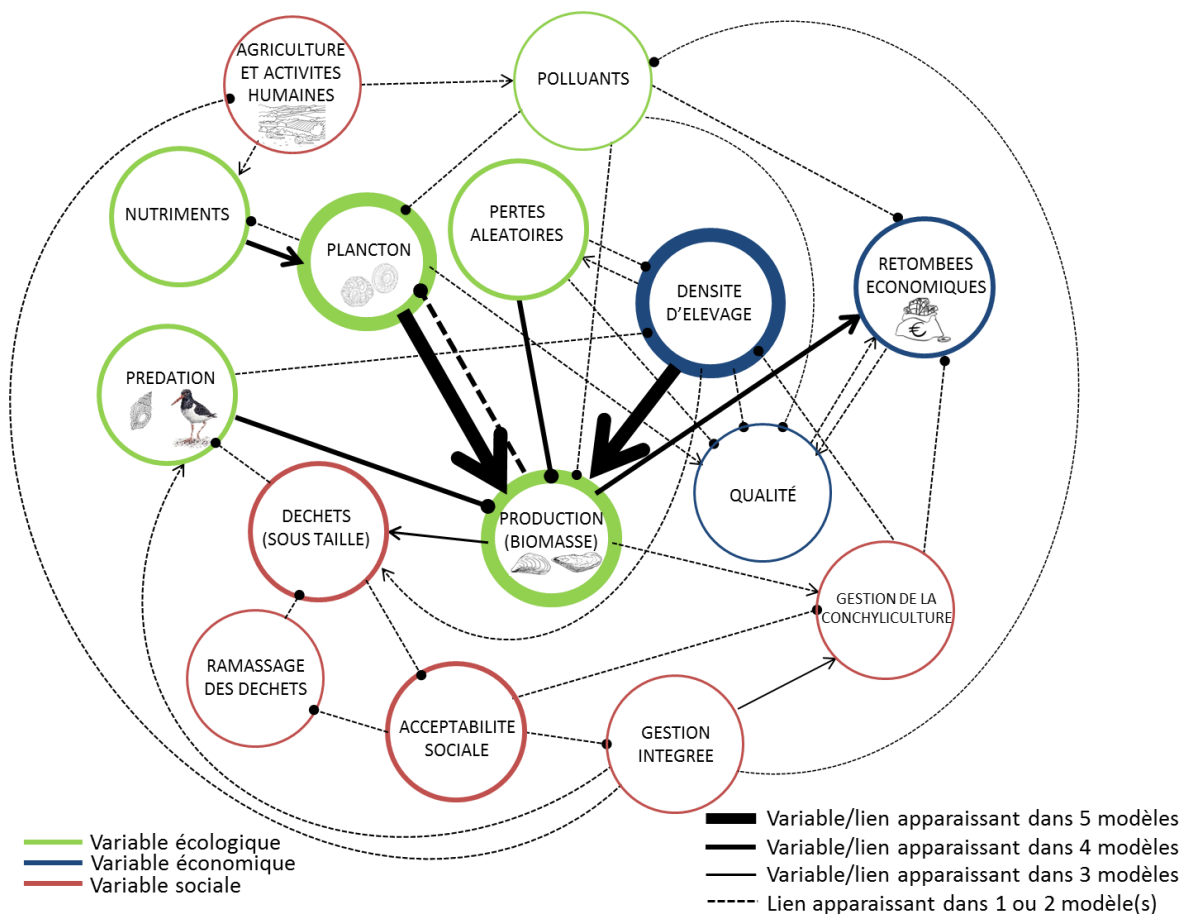 AGRICULTURE
ET ACTIVITES
HUMAINES
POLLUANTS
NUTRIMENTS
PLANCTON
PERTES
ALEATOIRES
DENSITE
D'ELEVAGE
RETOMBEES
ECONOMIQUES
€
PREDATION
QUALITÉ
DECHETS
(SOUS TAILLE)
PRODUCTION
(BIOMASSE)
GESTION DE LA
CONCHYLICULTURE
RAMASSAGE
DES DECHETS
ACCEPTABILITE
SOCIALE
GESTION
INTEGREE
Variable écologique
Variable économique
Variable sociale
Variable/lien apparaissant dans 5 modèles
Variable/lien apparaissant dans 4 modèles
Variable/lien apparaissant dans 3 modèles
Lien apparaissant dans 1 ou 2 modèle(s)